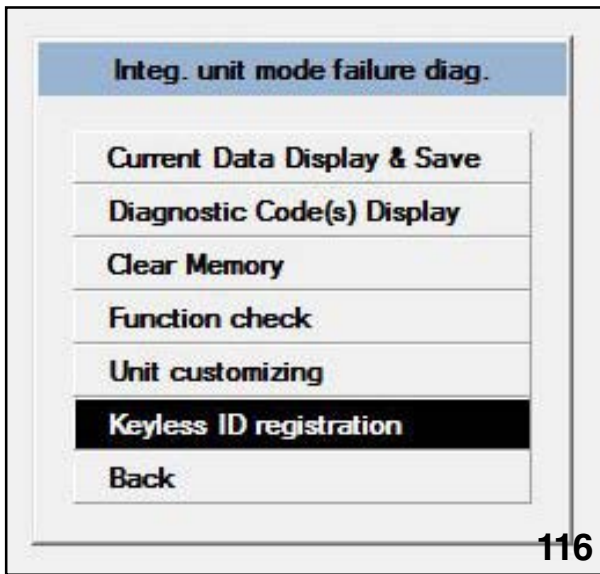 Integ. unit mode failure diag.
Current Data Display & Save
Diagnostic Code(s) Display
Clear Memory
Function check
Unit customizing
Keyless ID registration
Back
116